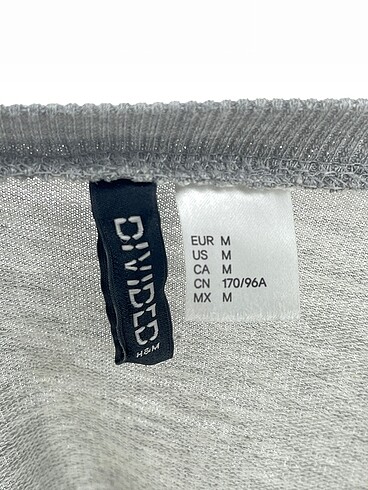 DIVIDED
H&M
EUR M
US M
CA M
CN 170/96A
MX M